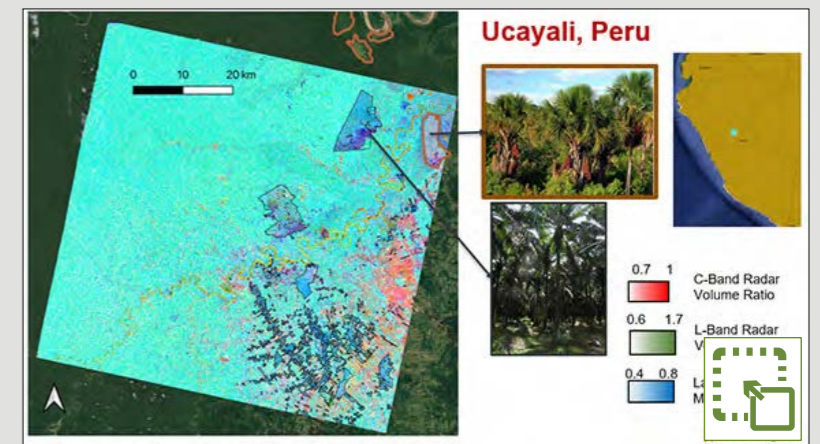 Ucayali, Peru
0 10 20 km
0.7 1
C-Band Radar
Volume Ratio
0.6 1.7
L-Band Radar
0.4 0.8